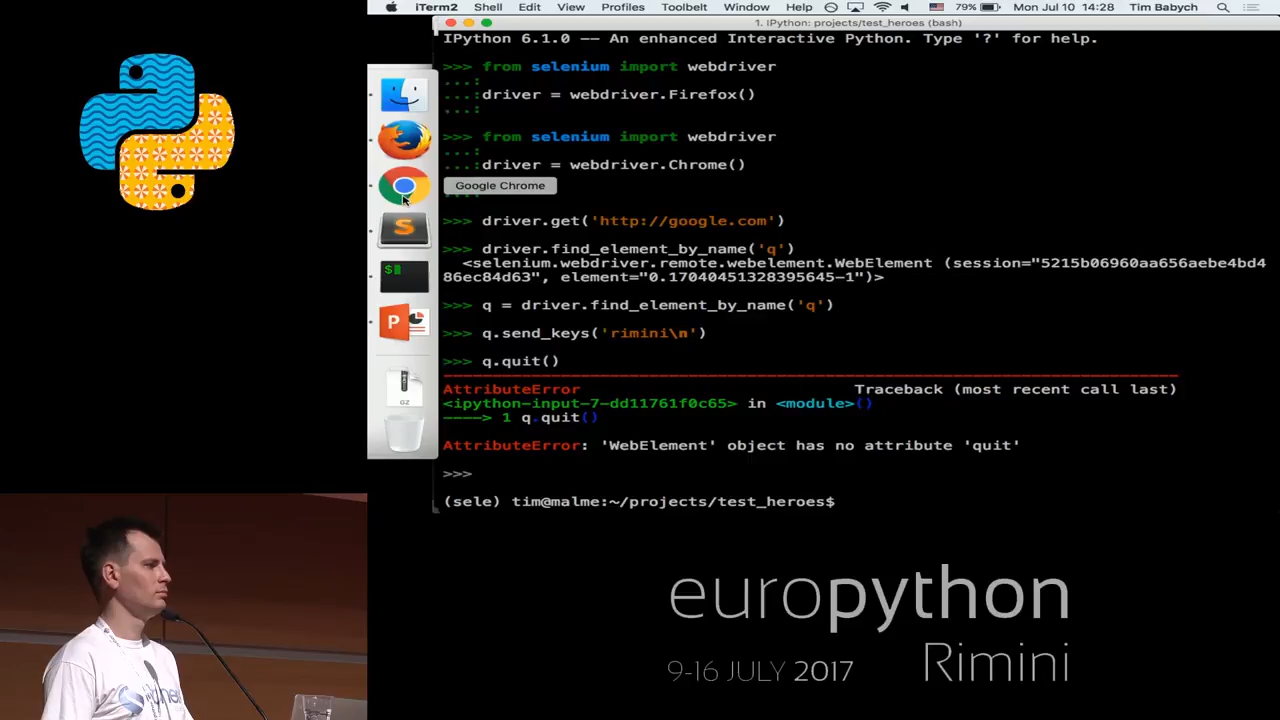 iTerm2 Shell Edit View Profiles Toolbelt Window Help 79% Mon Jul 10 14:28 Tim Babych
1. IPython: projects/test_heroes (bash)
IPython 6.1.0 -- An enhanced Interactive Python. Type '?' for help.
>>> from selenium import webdriver
...:
...:driver = webdriver.Firefox()
...:
>>> from selenium import webdriver
...:
...:driver = webdriver.Chrome()
Google Chrome
>>> driver.get('http://google.com')
>>> driver.find_element_by_name('q')
<selenium.webdriver.remote.webelement.WebElement (session="5215b06960aa656aebe4bd4
86ec84d63", element="0.17040451328395645-1")>
>>> q = driver.find_element_by_name('q')
>>> q.send_keys('rimini\n')
>>> q.quit()
AttributeError Traceback (most recent call last)
<ipython-input-7-dd11761f0c65> in <module>()
----> 1 q.quit()
AttributeError: 'WebElement' object has no attribute 'quit'
>>>
(sele) tim@malme:~/projects/test_heroes$
S
$
P
GZ
europython
Rimini
9-16 JULY 2017